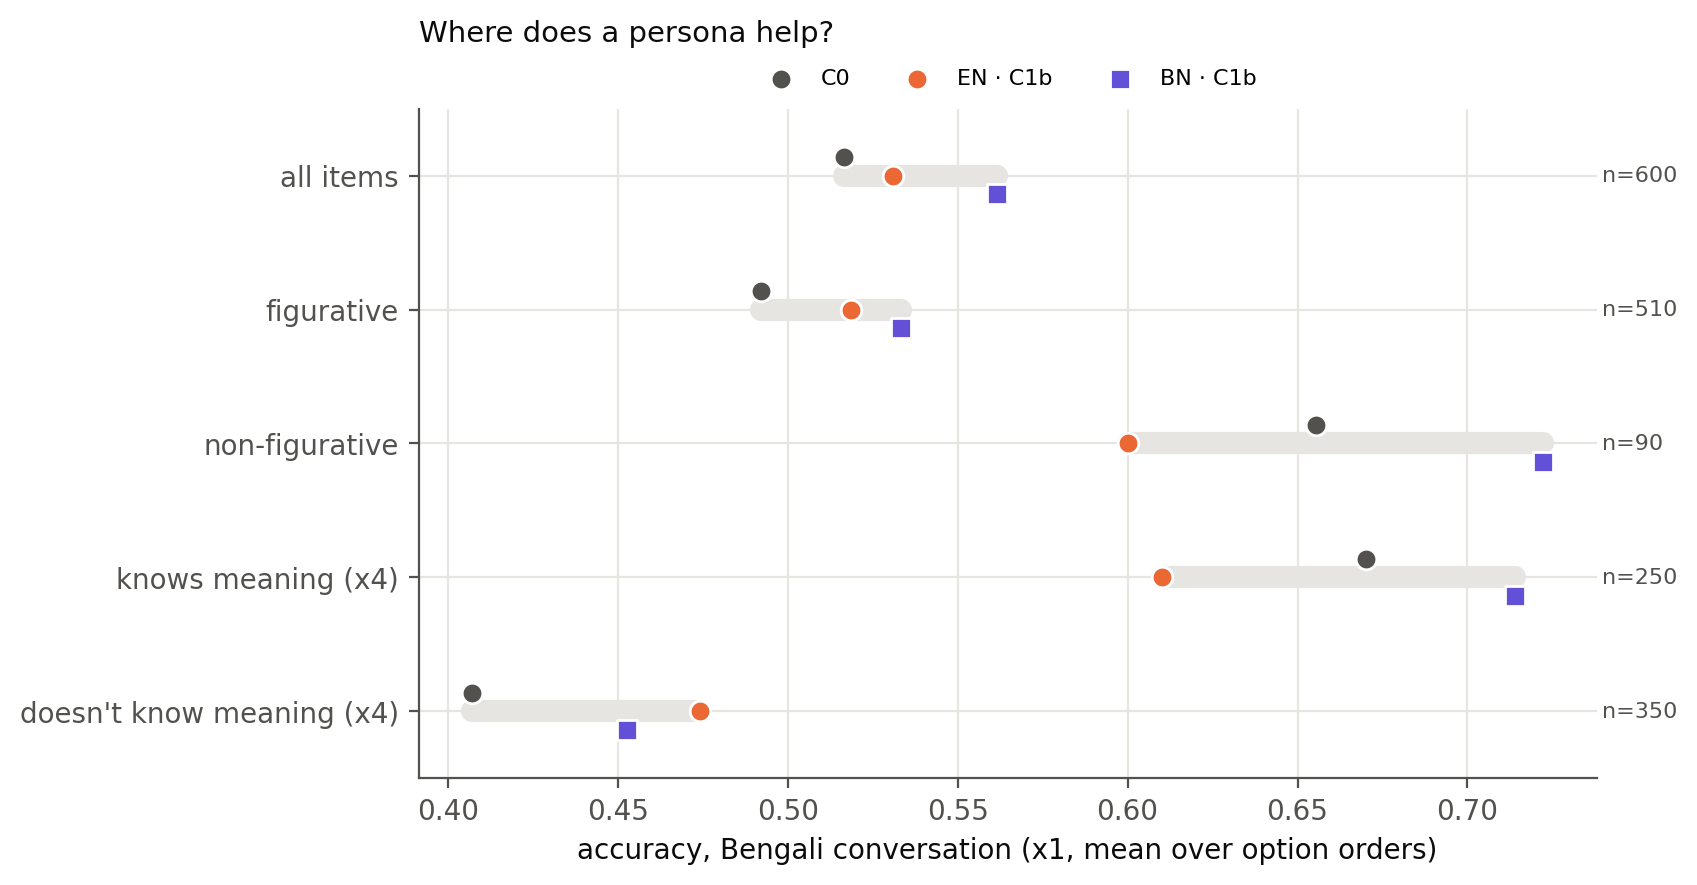 Where does a persona help?
C0 EN · C1b BN · C1b
all items n=600
figurative n=510
non-figurative n=90
knows meaning (x4) n=250
doesn't know meaning (x4) n=350
0.40 0.45 0.50 0.55 0.60 0.65 0.70
accuracy, Bengali conversation (x1, mean over option orders)